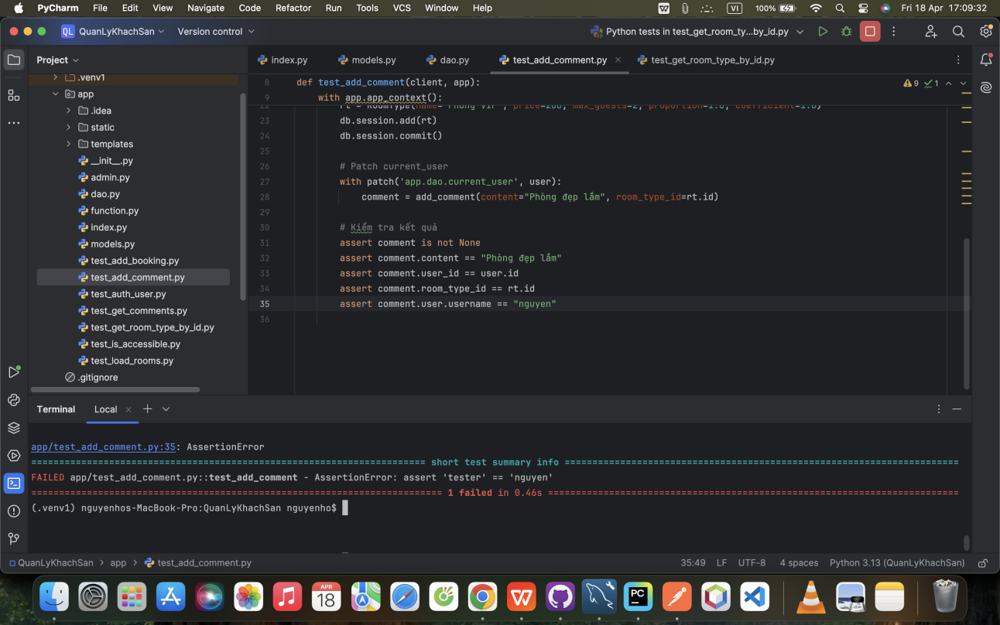 PyCharm File Edit View Navigate Code Refactor Run Tools VCS Window Help VI 100% Fri 18 Apr 17:09:32
QL QuanLyKhachSan Version control Python tests in test_get_room_ty...by_id.py
Project
index.py models.py dao.py test_add_comment.py test_get_room_type_by_id.py
.venv1
app
.idea
static
templates
__init__.py
admin.py
dao.py
function.py
index.py
models.py
test_add_booking.py
test_add_comment.py
test_auth_user.py
test_get_comments.py
test_get_room_type_by_id.py
test_is_accessible.py
test_load_rooms.py
.gitignore
9 1
8 def test_add_comment(client, app):
9 with app.app_context():
23 db.session.add(rt)
24 db.session.commit()
25
26 # Patch current_user
27 with patch('app.dao.current_user', user):
28 comment = add_comment(content="Phòng đẹp lắm", room_type_id=rt.id)
29
30 # Kiểm tra kết quả
31 assert comment is not None
32 assert comment.content == "Phòng đẹp lắm"
33 assert comment.user_id == user.id
34 assert comment.room_type_id == rt.id
35 assert comment.user.username == "nguyen"
36
Terminal Local
app/test_add_comment.py:35: AssertionError
short test summary info
FAILED app/test_add_comment.py::test_add_comment - AssertionError: assert 'tester' == 'nguyen'
1 failed in 0.46s
(.venv1) nguyenhos-MacBook-Pro:QuanLyKhachSan nguyenho$
QuanLyKhachSan > app > test_add_comment.py 35:49 LF UTF-8 4 spaces Python 3.13 (QuanLyKhachSan)
APR
18
PC